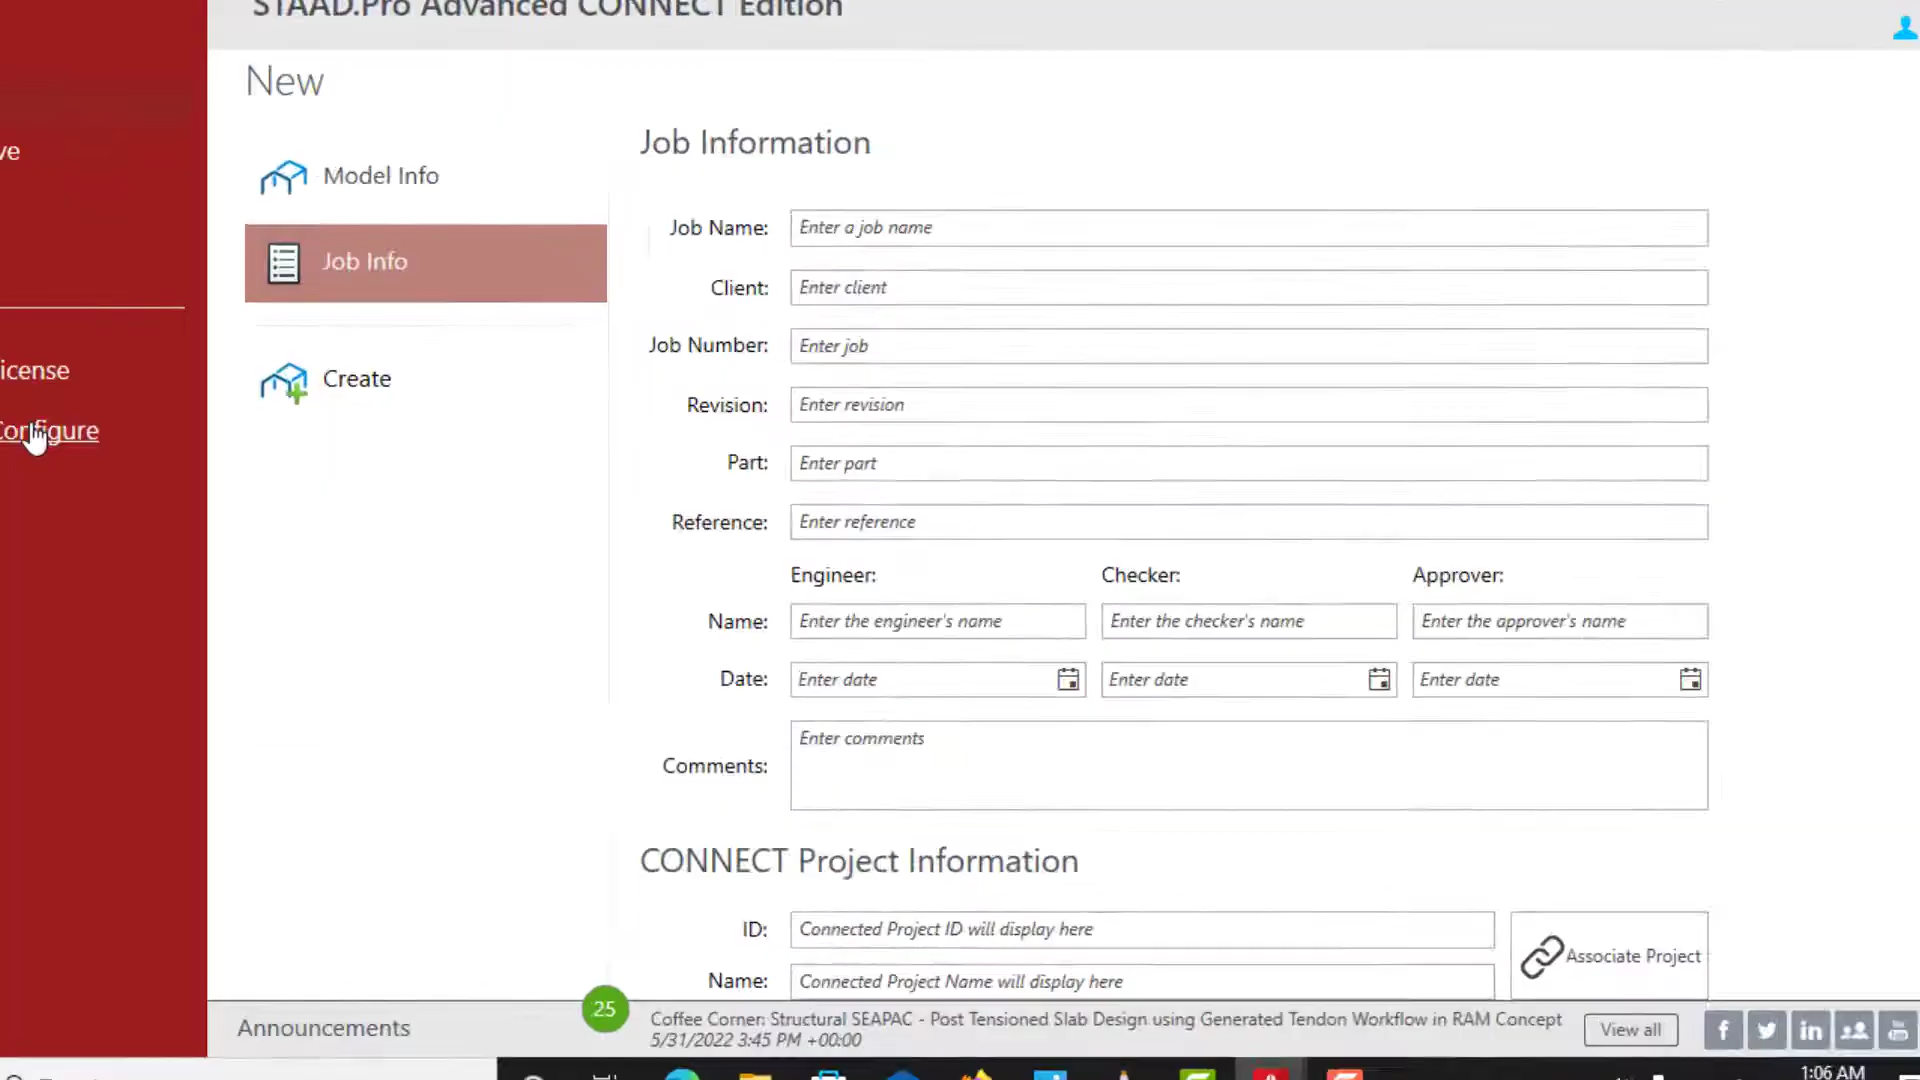 STAAD.Pro Advanced CONNECT Edition
New
Job Information
ve
Model Info
Job Name: Enter a job name
Job Info
Client: Enter client
Job Number: Enter job
icense
Create
Revision: Enter revision
Configure
Part: Enter part
Reference: Enter reference
Engineer: Checker: Approver:
Name: Enter the engineer's name Enter the checker's name Enter the approver's name
Date: Enter date Enter date Enter date
Enter comments
Comments:
CONNECT Project Information
ID: Connected Project ID will display here
Associate Project
Name: Connected Project Name will display here
Announcements
25
Coffee Corner: Structural SEAPAC - Post Tensioned Slab Design using Generated Tendon Workflow in RAM Concept
5/31/2022 3:45 PM +00:00
View all
1:06 AM